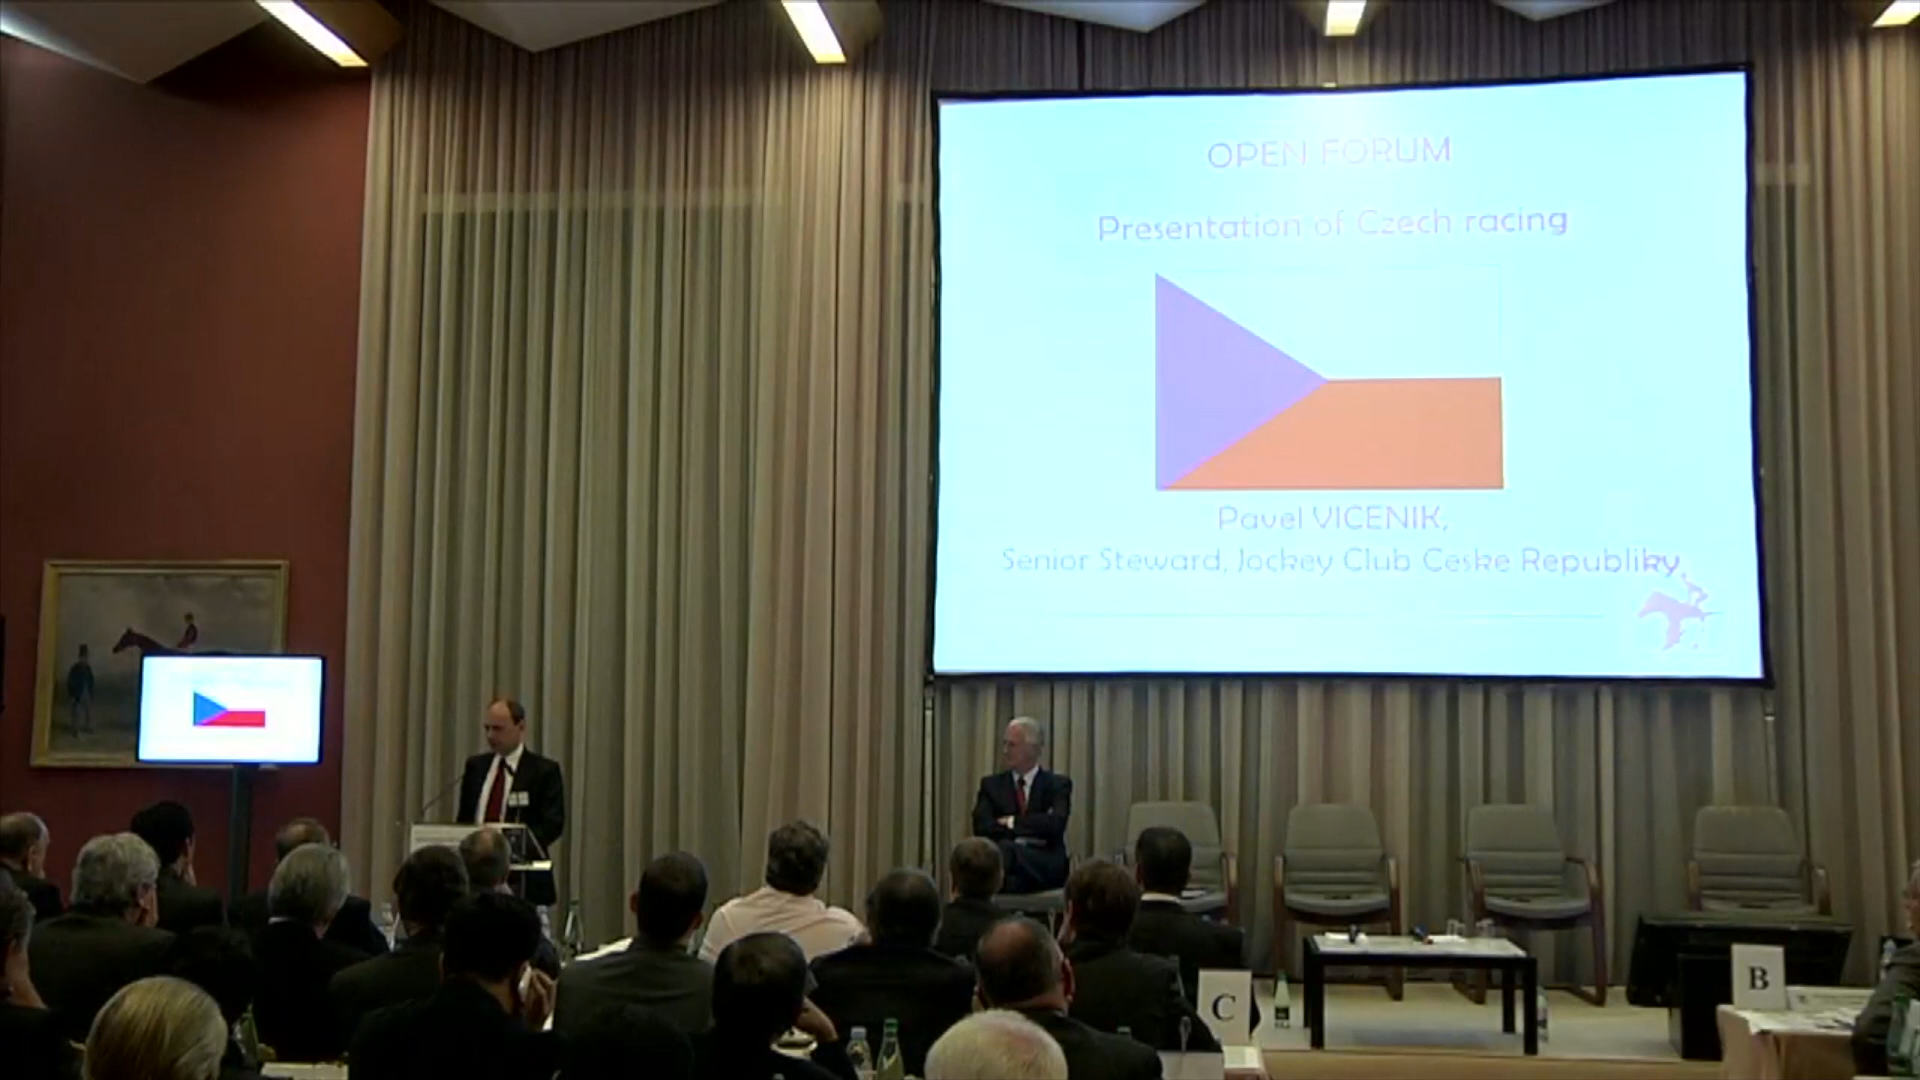 OPEN FORUM
Presentation of Czech racing
Pavel VICENIK,
Senior Steward, Jockey Club Ceske Republiky
C
B